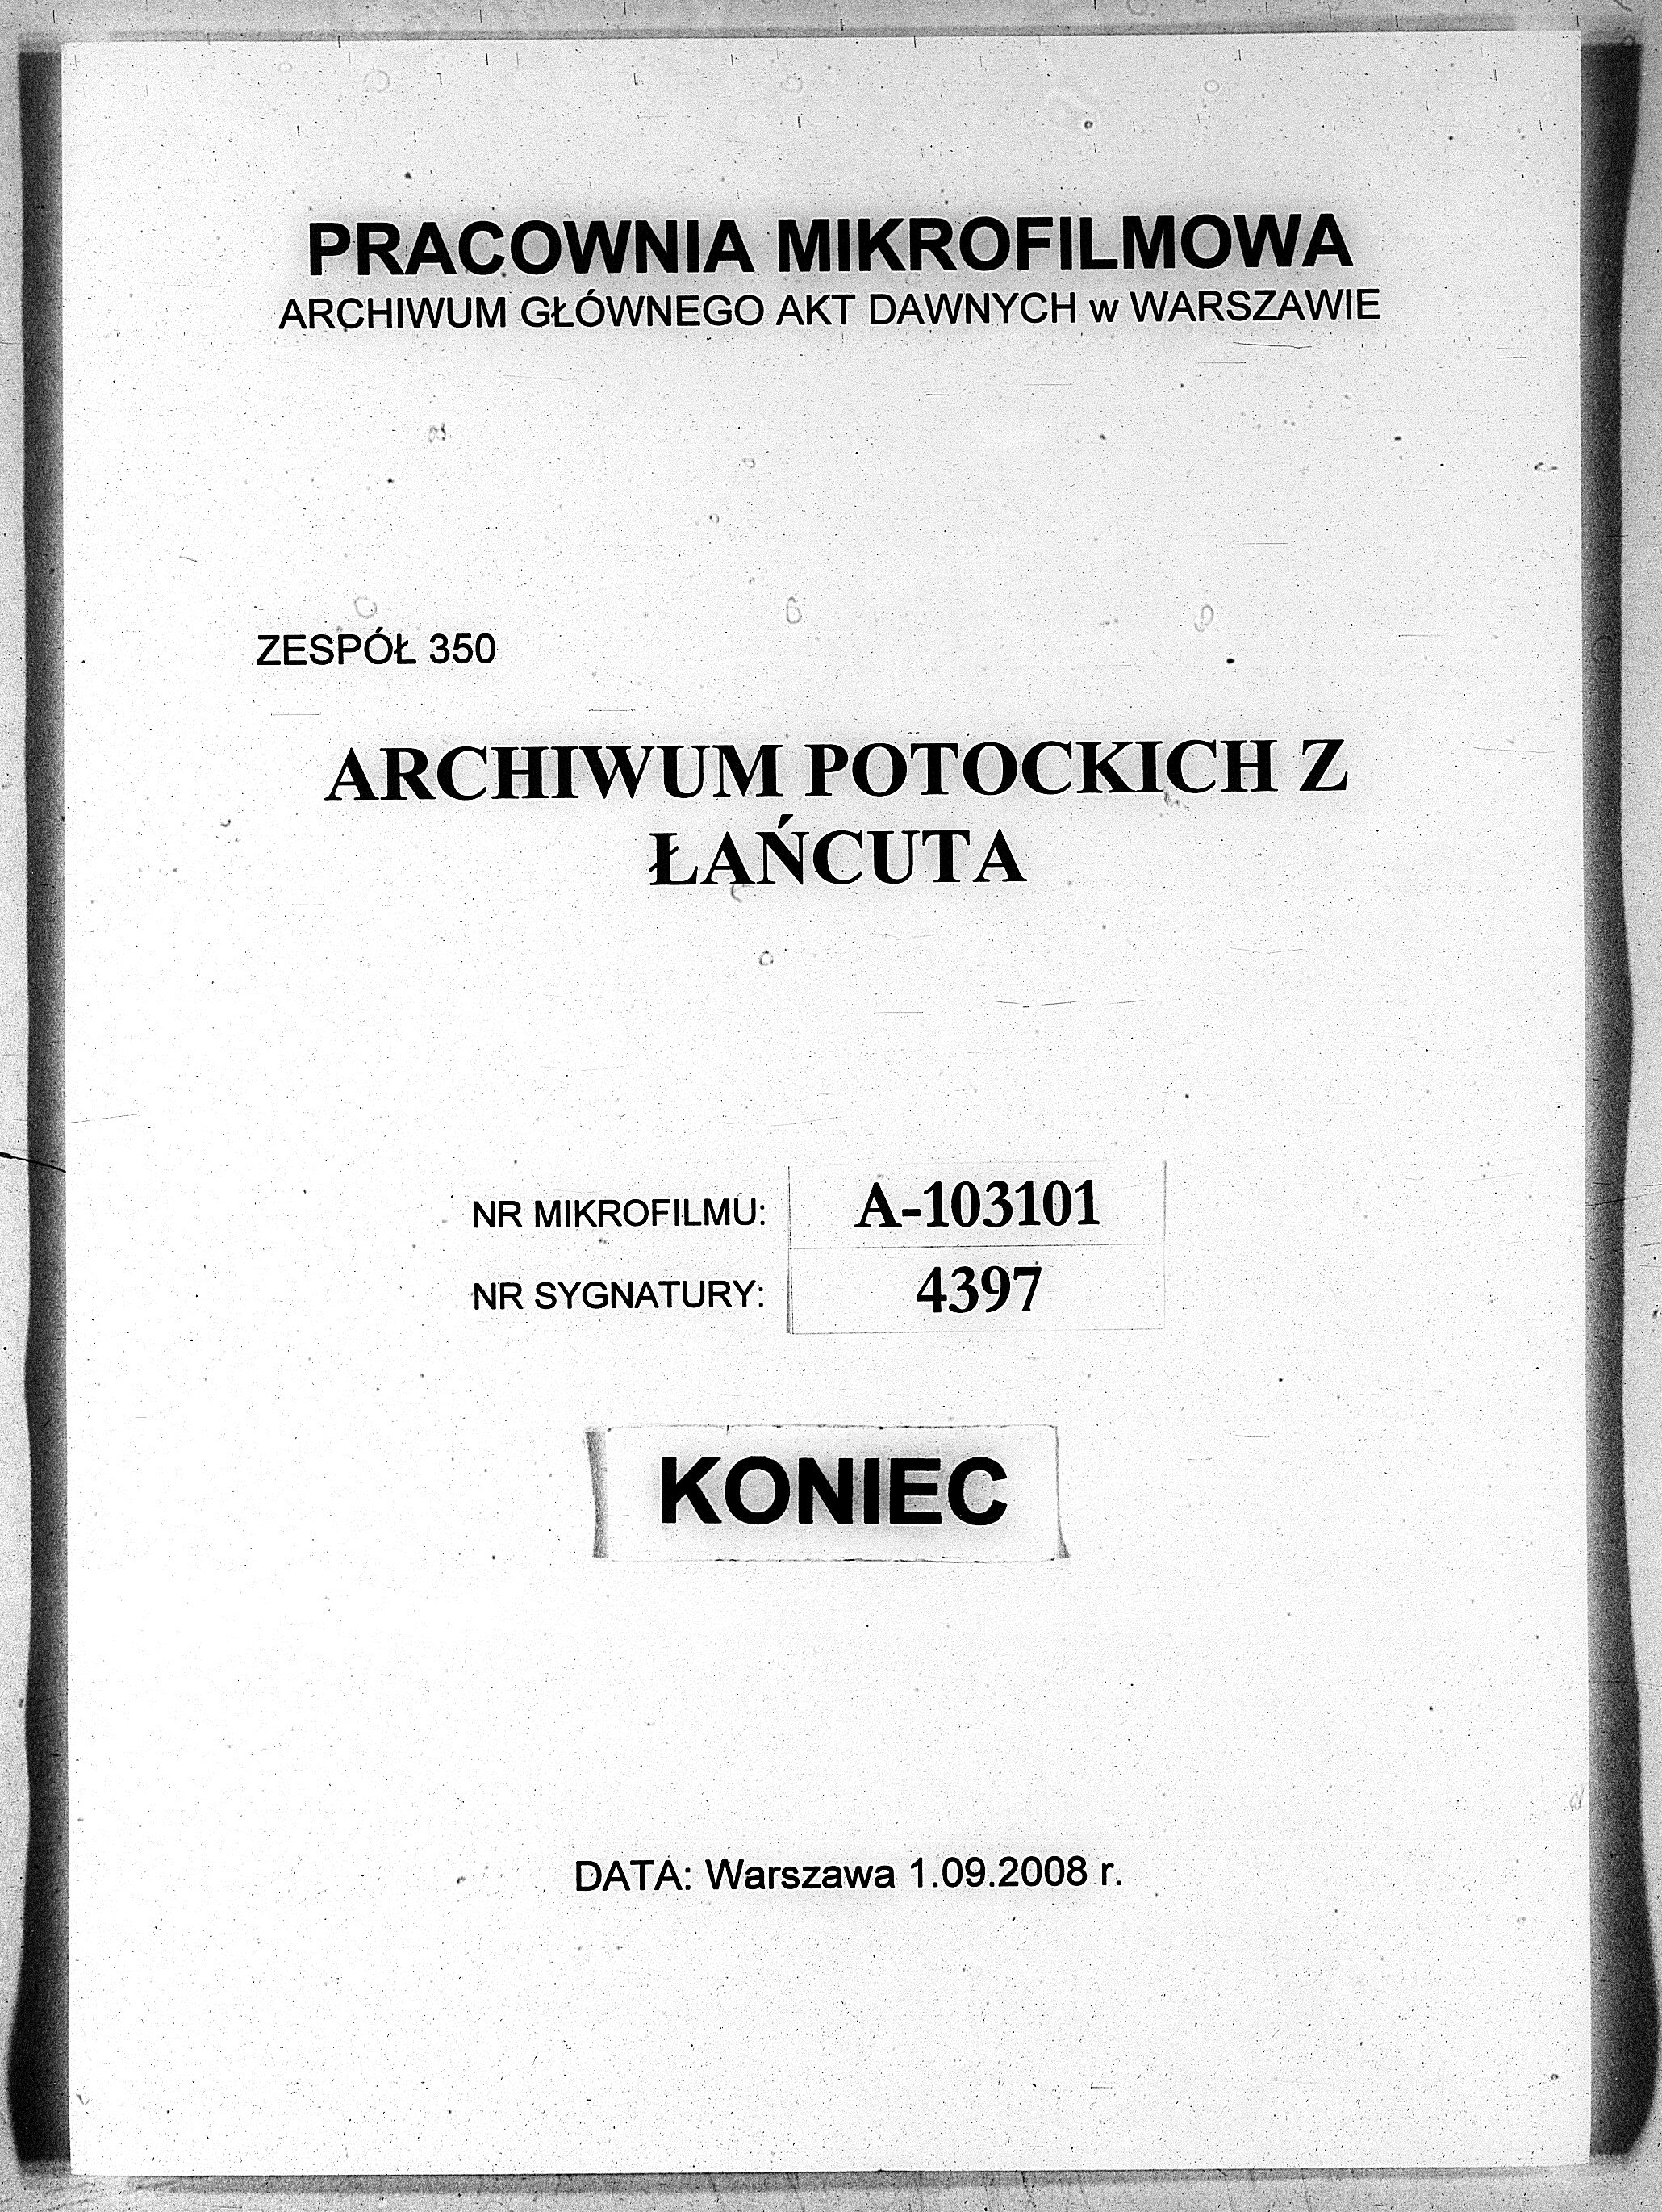 PRACOWNIA MIKROFILMOWA
ARCHIWUM GŁÓWNEGO AKT DAWNYCH w WARSZAWIE
ZESPÓŁ 350
ARCHIWUM POTOCKICH Z
ŁAŃCUTA
NR MIKROFILMU: A-103101
NR SYGNATURY: 4397
KONIEC
DATA: Warszawa 1.09.2008 r.